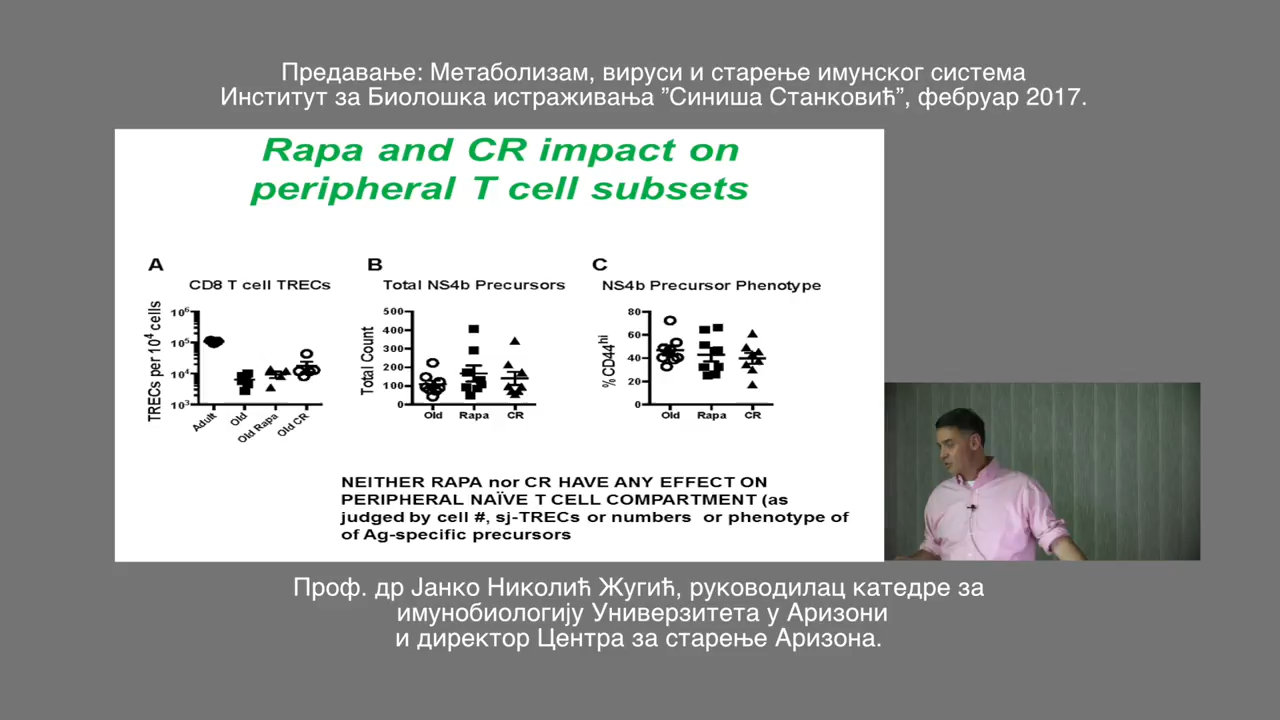 Предавање: Метаболизам, вируси и старење имунског система
Институт за Биолошка истраживања ”Синиша Станковић”, фебруар 2017.
Rapa and CR impact on
peripheral T cell subsets
A
CD8 T cell TRECs
TRECs per 10⁴ cells
10⁶
10⁵
10⁴
10³
Adult
Old
Old Rapa
Old CR
B
Total NS4b Precursors
Total Count
500
400
300
200
100
0
Old
Rapa
CR
C
NS4b Precursor Phenotype
% CD44ʰⁱ
80
60
40
20
0
Old
Rapa
CR
NEITHER RAPA nor CR HAVE ANY EFFECT ON
PERIPHERAL NAÏVE T CELL COMPARTMENT (as
judged by cell #, sj-TRECs or numbers or phenotype of
of Ag-specific precursors
Проф. др Јанко Николић Жугић, руководилац катедре за
имунобиологију Универзитета у Аризони
и директор Центра за старење Аризона.